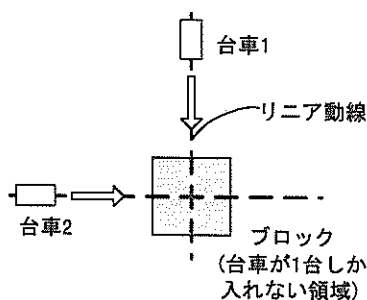 台車1
リニア動線
台車2
ブロック
(台車が1台しか
入れない領域)